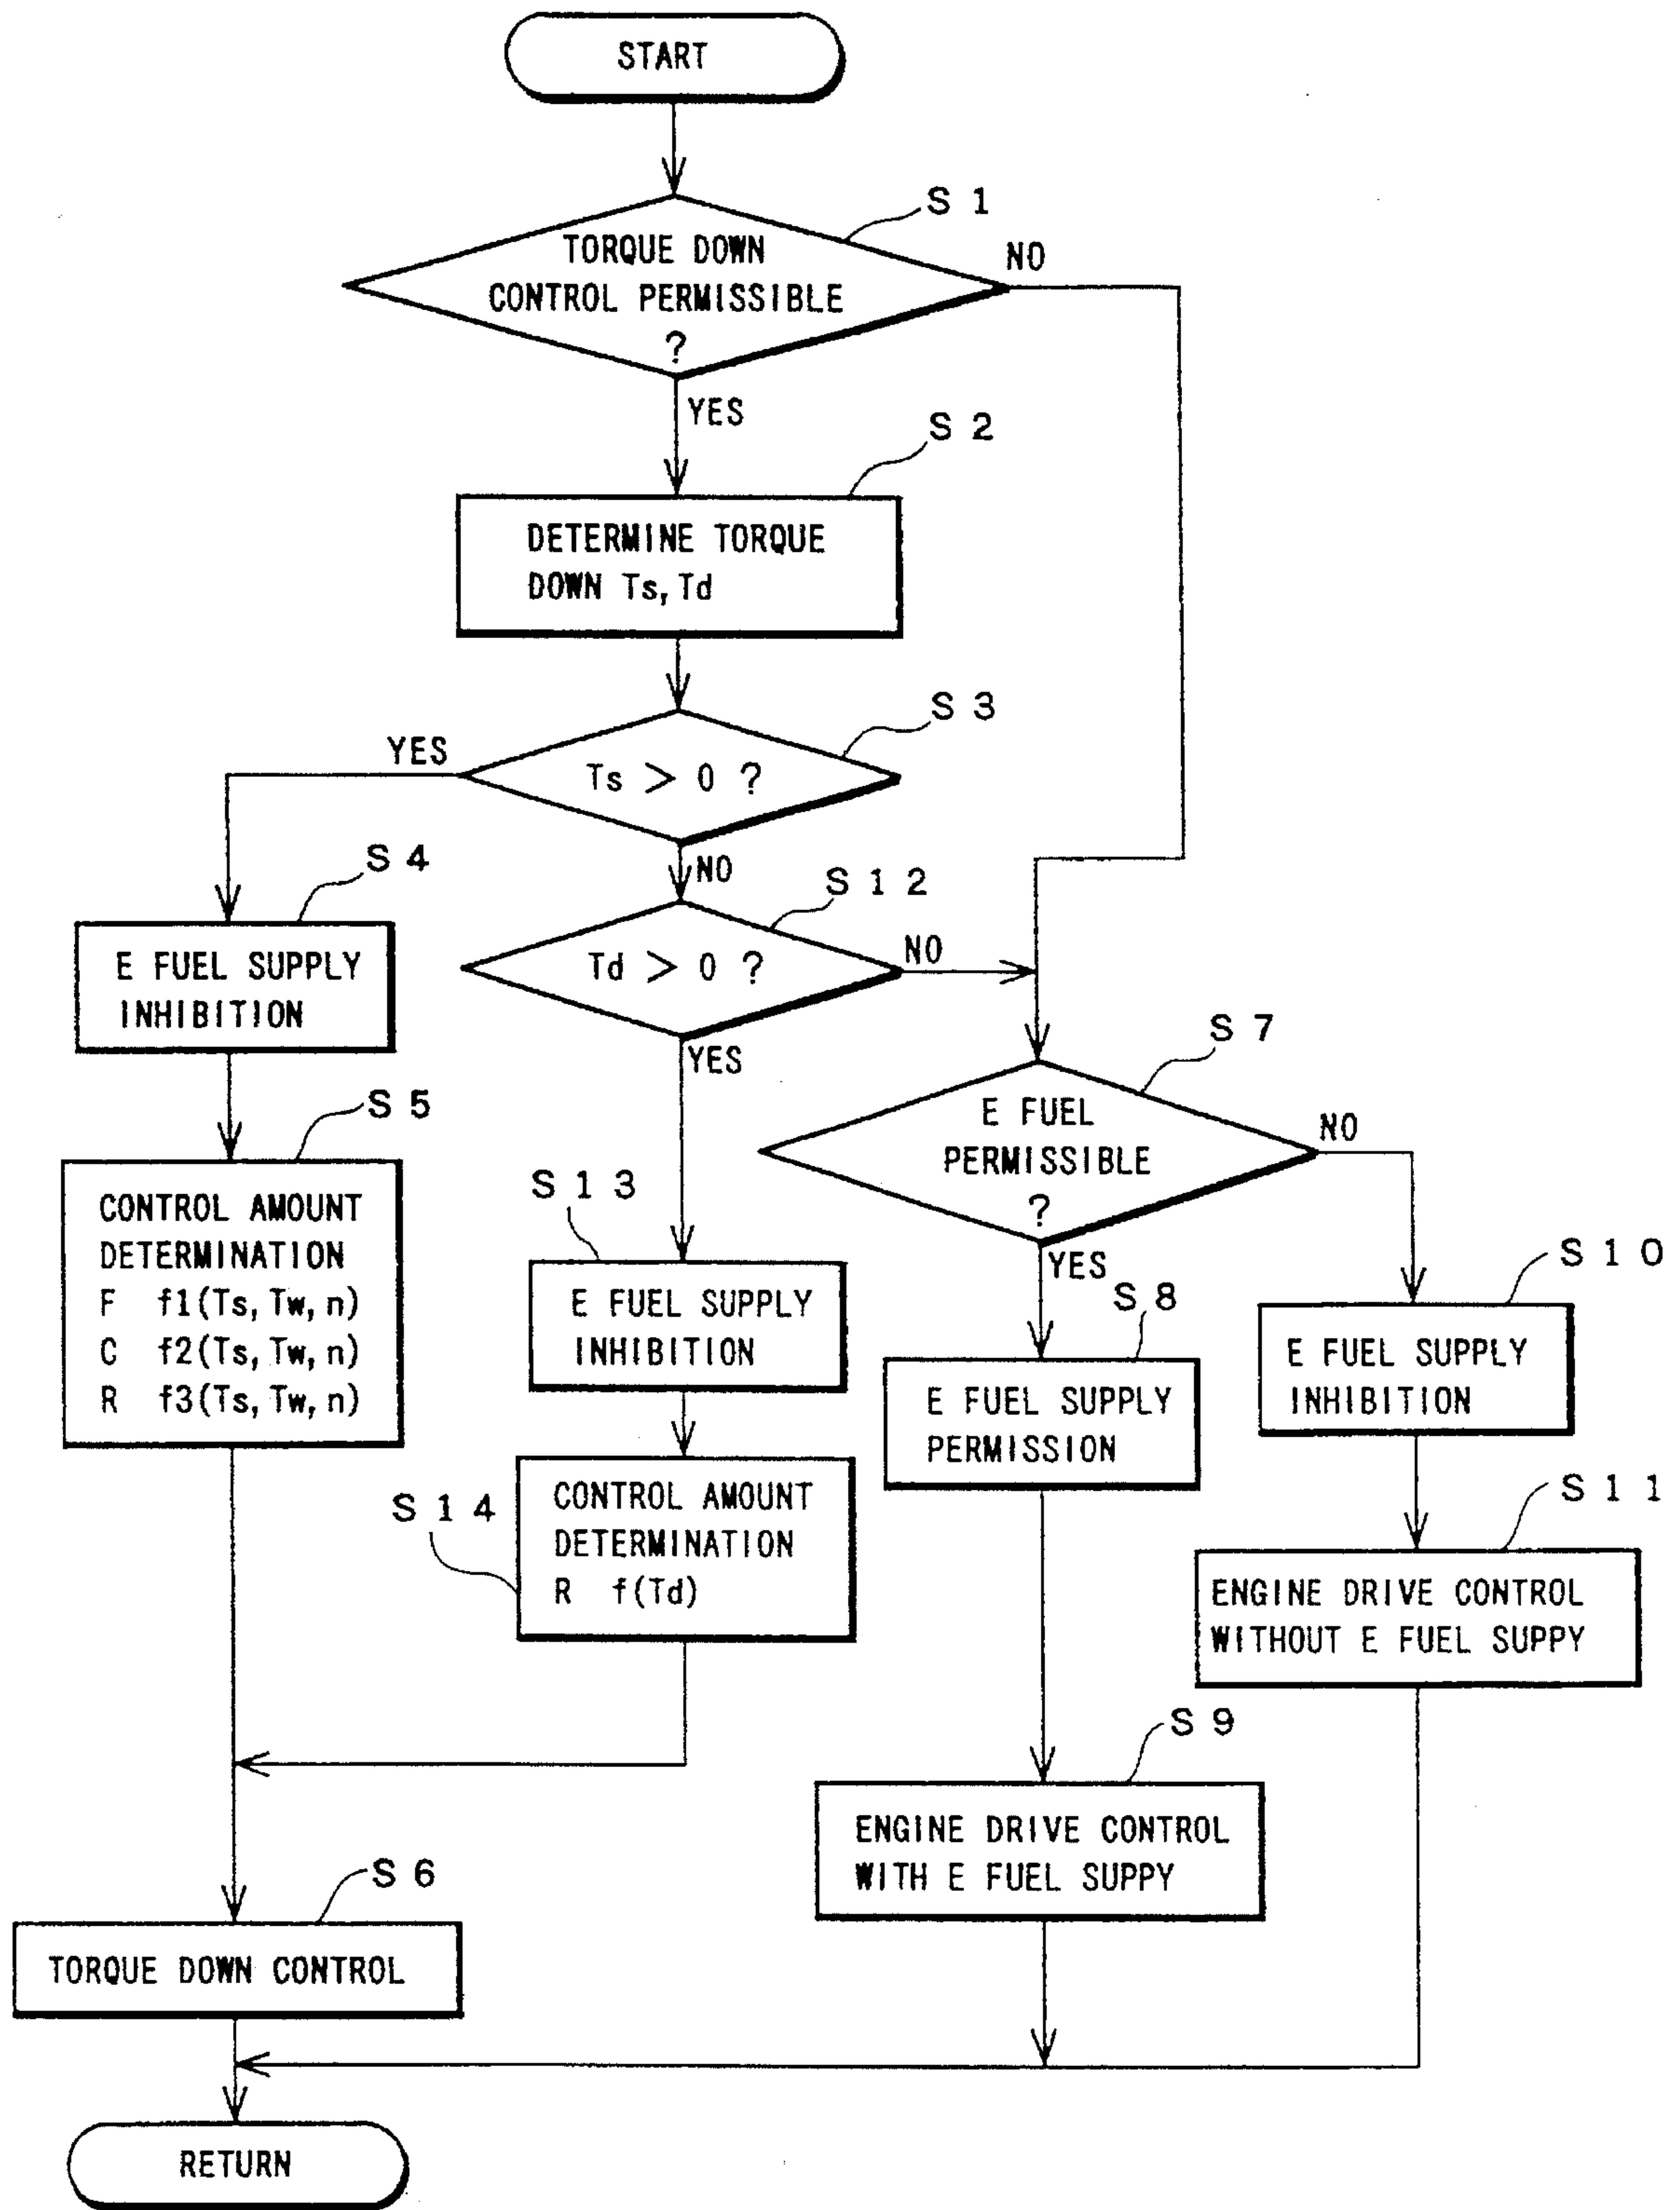 START
S 1
TORQUE DOWN
CONTROL PERMISSIBLE
?
NO
YES
S 2
DETERMINE TORQUE
DOWN Ts, Td
S 3
YES
Ts > 0 ?
NO
S 4
E FUEL SUPPLY
INHIBITION
S 1 2
Td > 0 ?
NO
YES
S 5
CONTROL AMOUNT
DETERMINATION
F f1(Ts, Tw, n)
C f2(Ts, Tw, n)
R f3(Ts, Tw, n)
S 7
E FUEL
PERMISSIBLE
?
NO
YES
S 1 3
E FUEL SUPPLY
INHIBITION
S 8
E FUEL SUPPLY
PERMISSION
S 1 0
E FUEL SUPPLY
INHIBITION
S 1 4
CONTROL AMOUNT
DETERMINATION
R f(Td)
S 1 1
ENGINE DRIVE CONTROL
WITHOUT E FUEL SUPPY
S 9
ENGINE DRIVE CONTROL
WITH E FUEL SUPPY
S 6
TORQUE DOWN CONTROL
RETURN